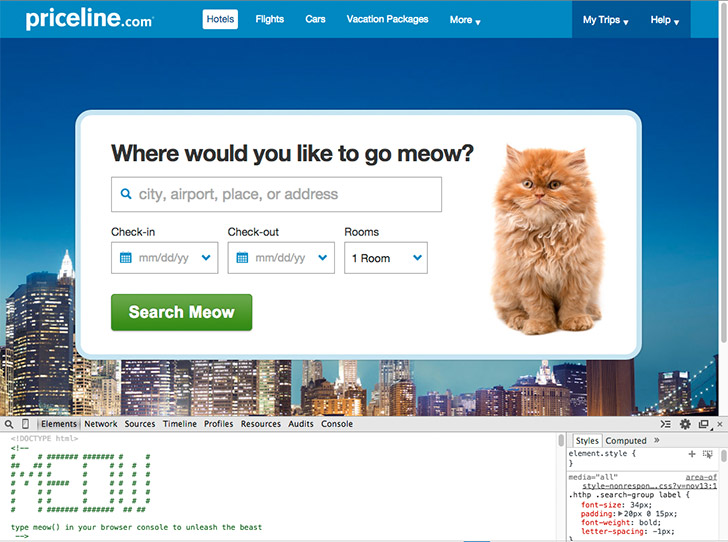 priceline.com
Hotels Flights Cars Vacation Packages More My Trips Help
Where would you like to go meow?
city, airport, place, or address
Check-in Check-out Rooms
mm/dd/yy mm/dd/yy 1 Room
Search Meow
Elements Network Sources Timeline Profiles Resources Audits Console
<!DOCTYPE html>
<!--
MEOW
type meow() in your browser console to unleash the beast
-->
Styles Computed »
element.style {
}
media="all" area-of
style-nonrespon….css?v=nov13:1
.hthp .search-group label {
font-size: 34px;
padding: 20px 0 15px;
font-weight: bold;
letter-spacing: -1px;